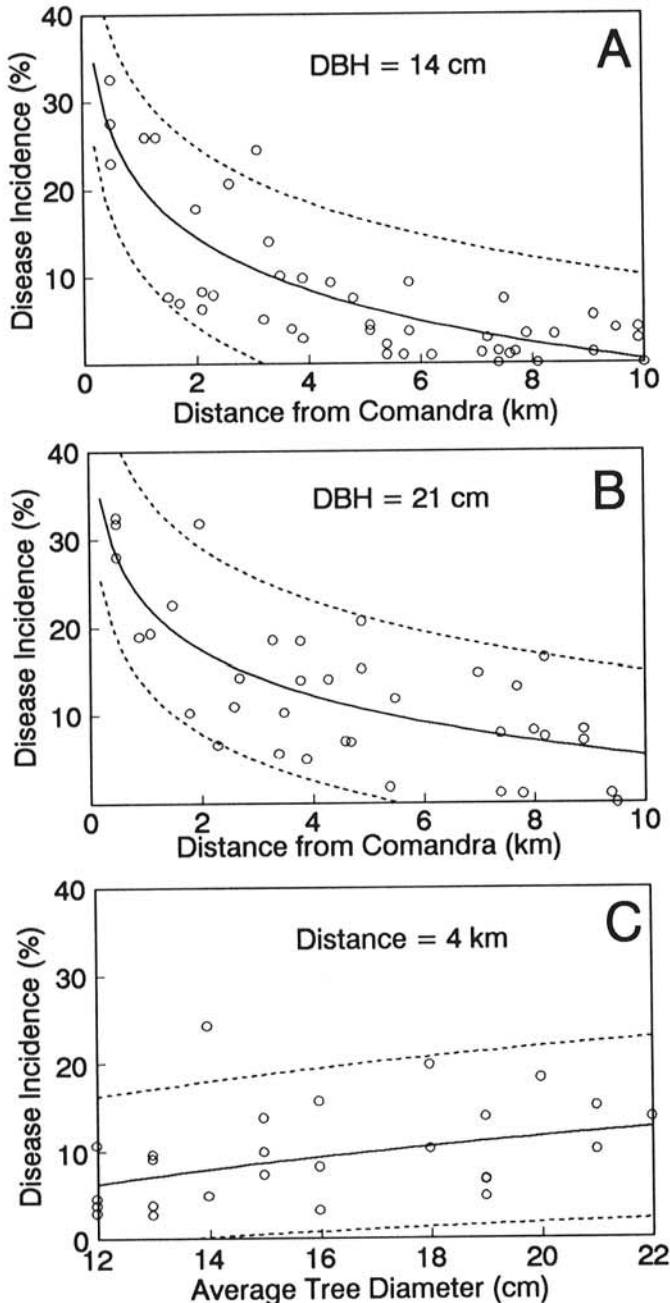 A
DBH = 14 cm
40
30
20
10
0
Disease Incidence (%)
0 2 4 6 8 10
Distance from Comandra (km)
B
DBH = 21 cm
40
30
20
10
0
Disease Incidence (%)
0 2 4 6 8 10
Distance from Comandra (km)
C
Distance = 4 km
40
30
20
10
0
Disease Incidence (%)
12 14 16 18 20 22
Average Tree Diameter (cm)